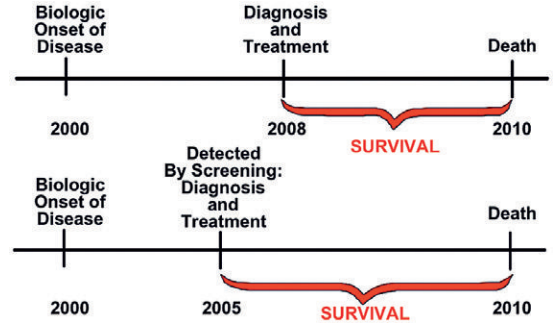 Biologic
Onset of
Disease
Diagnosis
and
Treatment
Death
2000
2008
2010
SURVIVAL
Biologic
Onset of
Disease
Detected
By Screening:
Diagnosis
and
Treatment
Death
2000
2005
2010
SURVIVAL